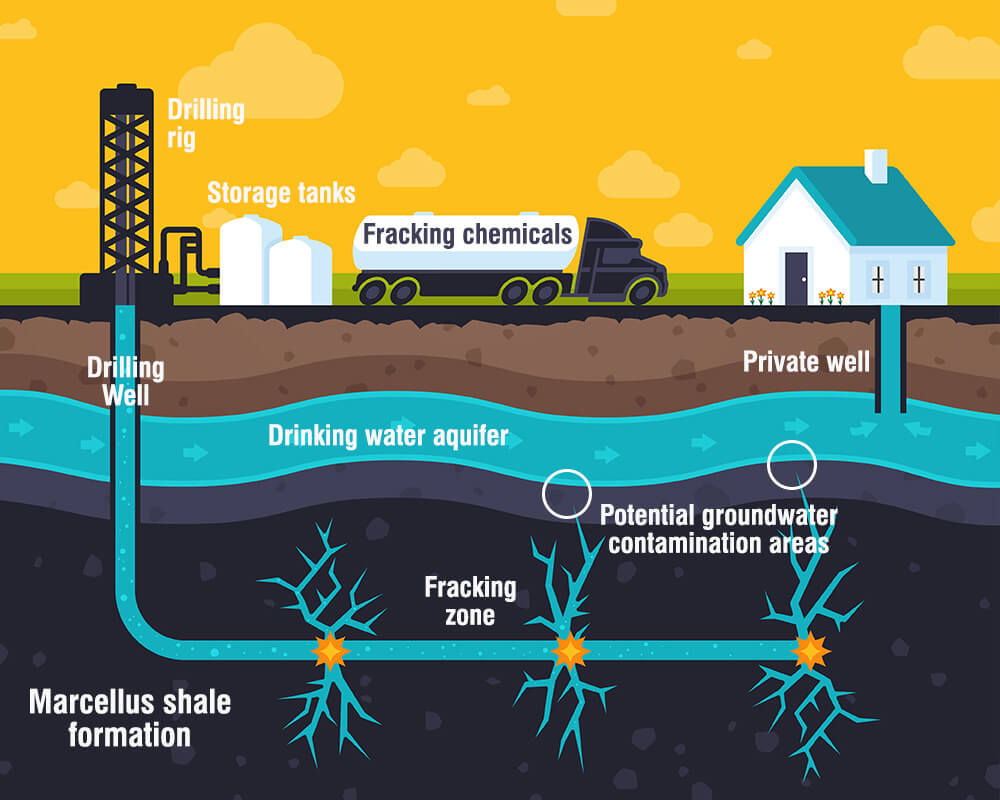 Drilling
rig
Storage tanks
Fracking chemicals
Drilling
Well
Private well
Drinking water aquifer
Potential groundwater
contamination areas
Fracking
zone
Marcellus shale
formation